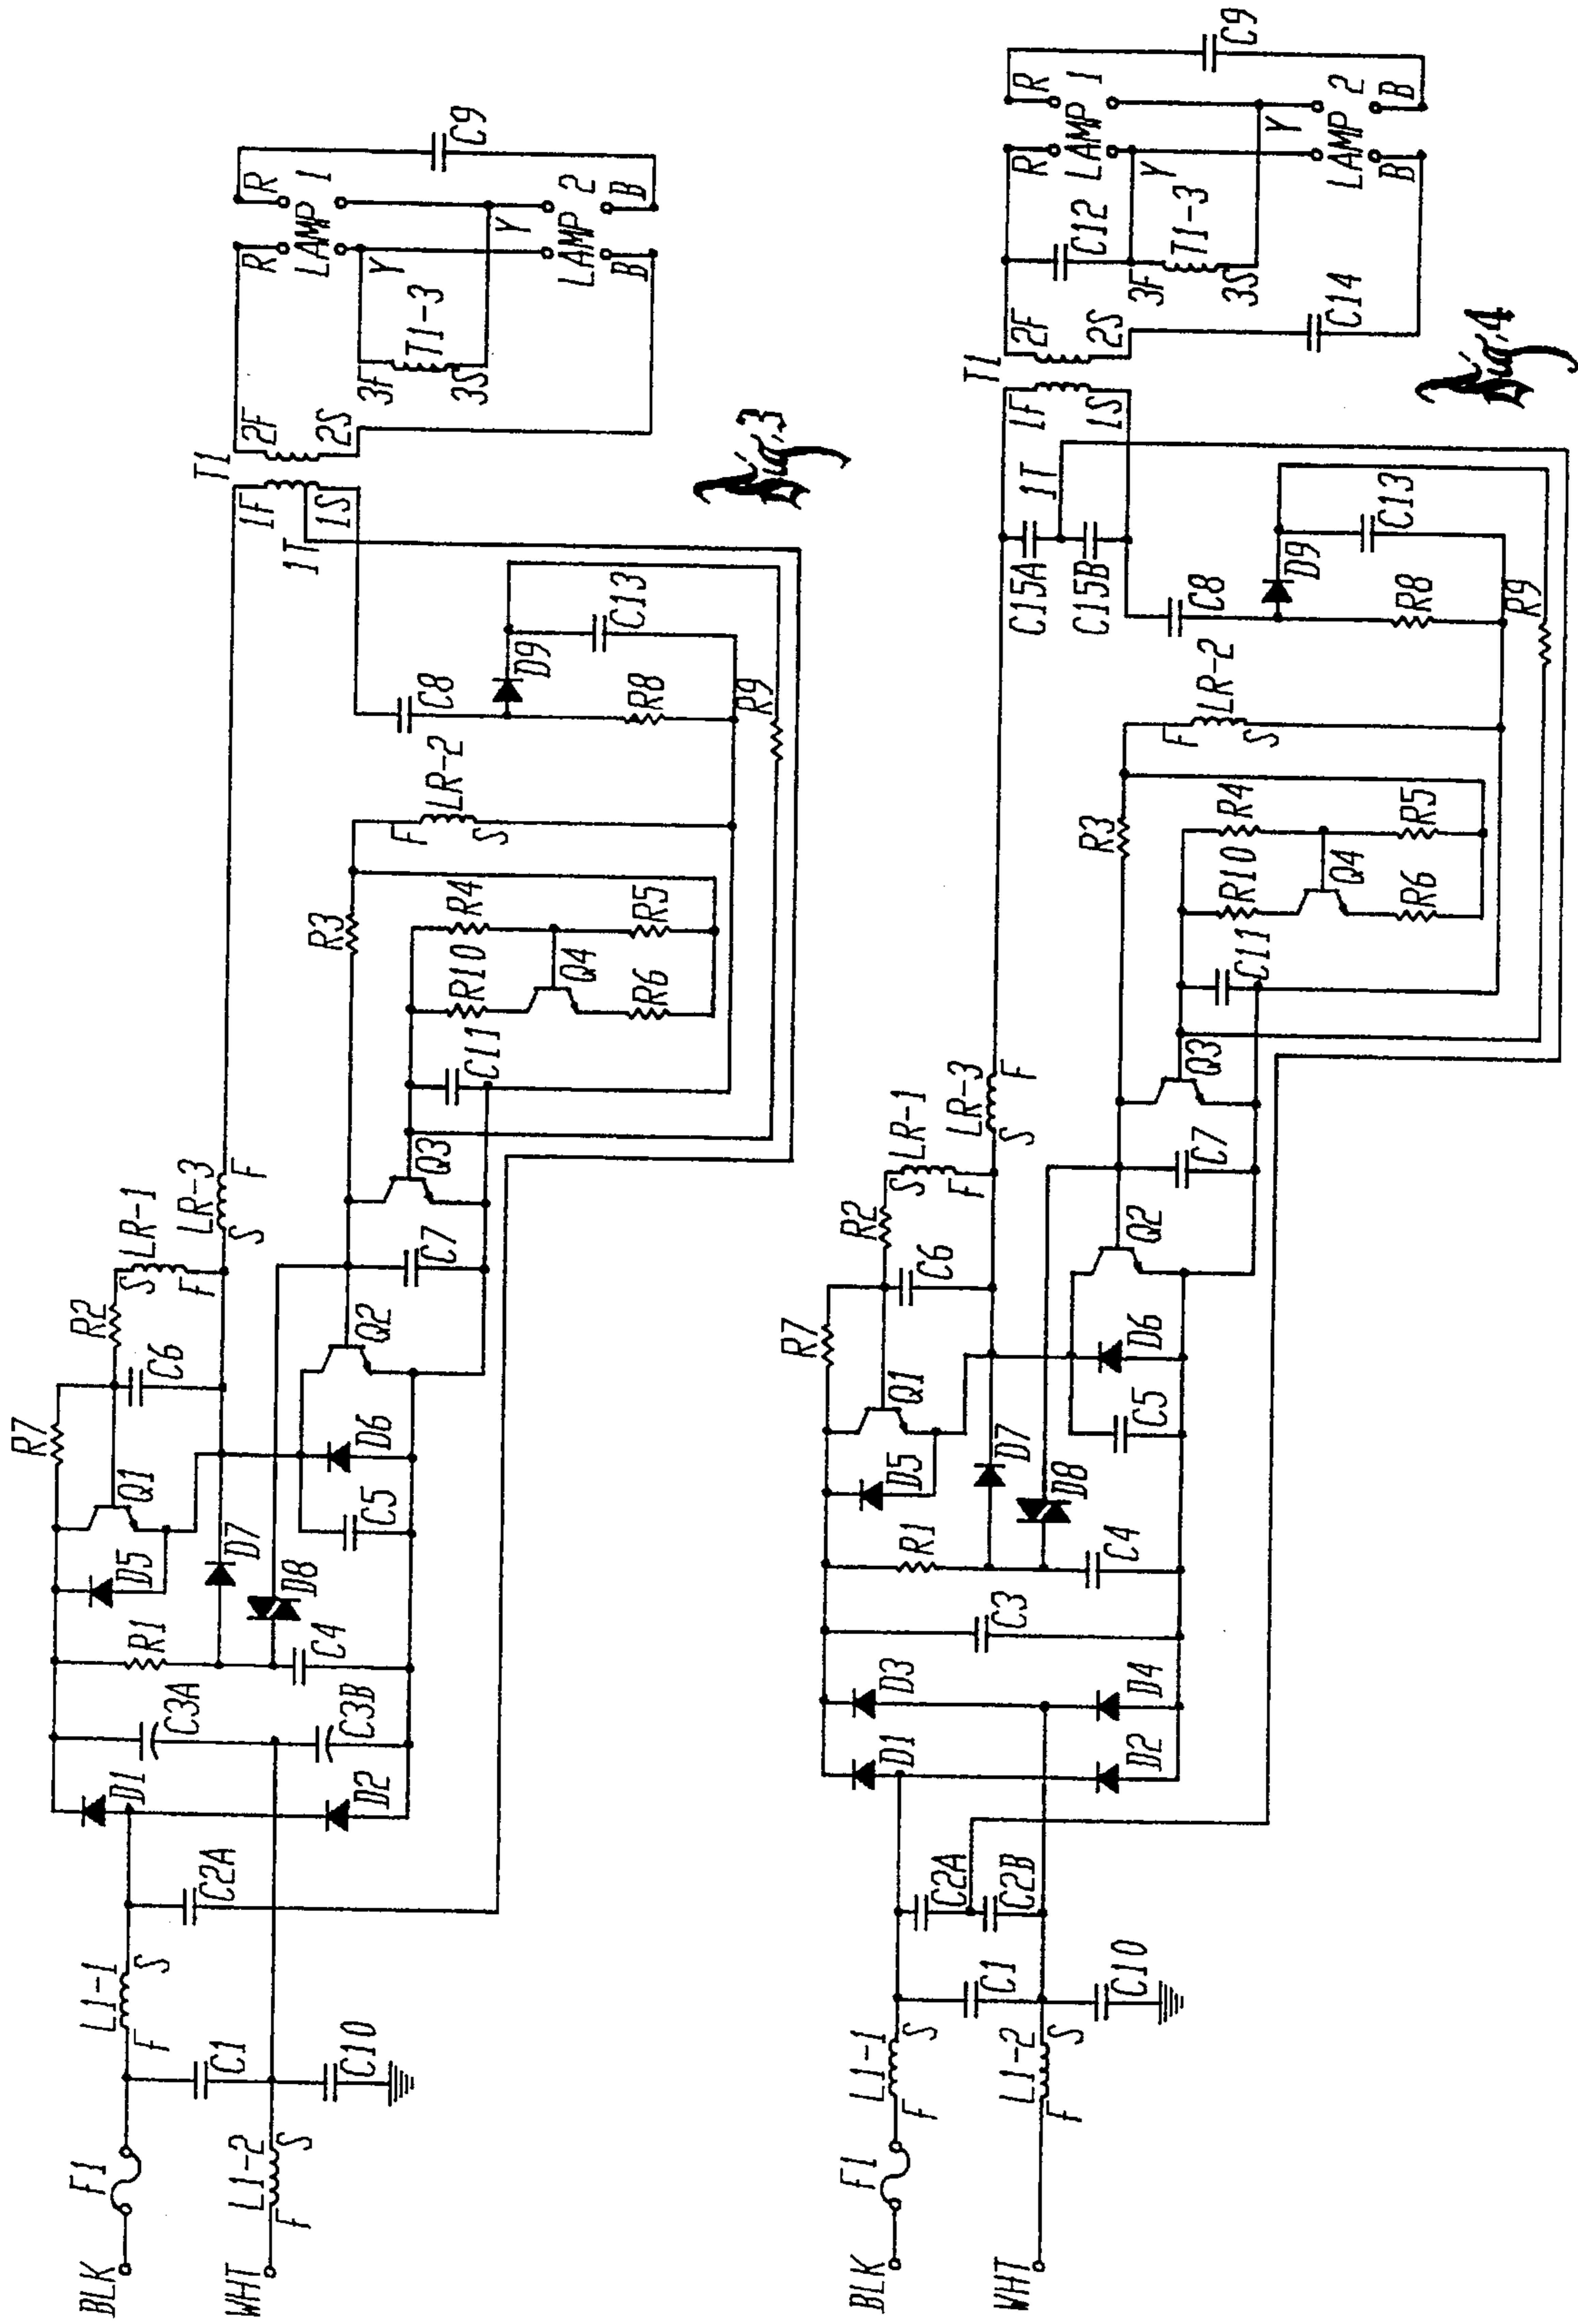 BLK
F1
L1-1
F
S
C1
WHT
L1-2
F
S
C10
C2A
D1
D2
C3A
C3B
R1
C4
D5
Q1
R7
D7
D8
C5
D6
Q2
C6
R2
S
LR-1
F
LR-3
S
F
C7
Q3
C11
R10
R4
Q4
R6
R5
R3
F
LR-2
S
C8
D9
R8
C13
R9
T1
1F
1T
1S
2F
2S
3F
T1-3
3S
R
R
LAMP 1
Y
Y
LAMP 2
B
B
C9
Fig.3
BLK
F1
L1-1
F
S
WHT
L1-2
F
S
C1
C10
C2A
C2B
D1
D3
D2
D4
C3
R1
C4
D5
Q1
R7
D7
D8
C5
D6
Q2
C6
R2
S
LR-1
F
LR-3
S
F
C7
Q3
C11
R10
R4
Q4
R6
R5
R3
F
LR-2
S
C15A
C15B
1T
C8
D9
R8
C13
R9
T1
1F
1S
2F
2S
C12
3F
T1-3
3S
C14
R
R
LAMP 1
Y
Y
LAMP 2
B
B
C9
Fig.4